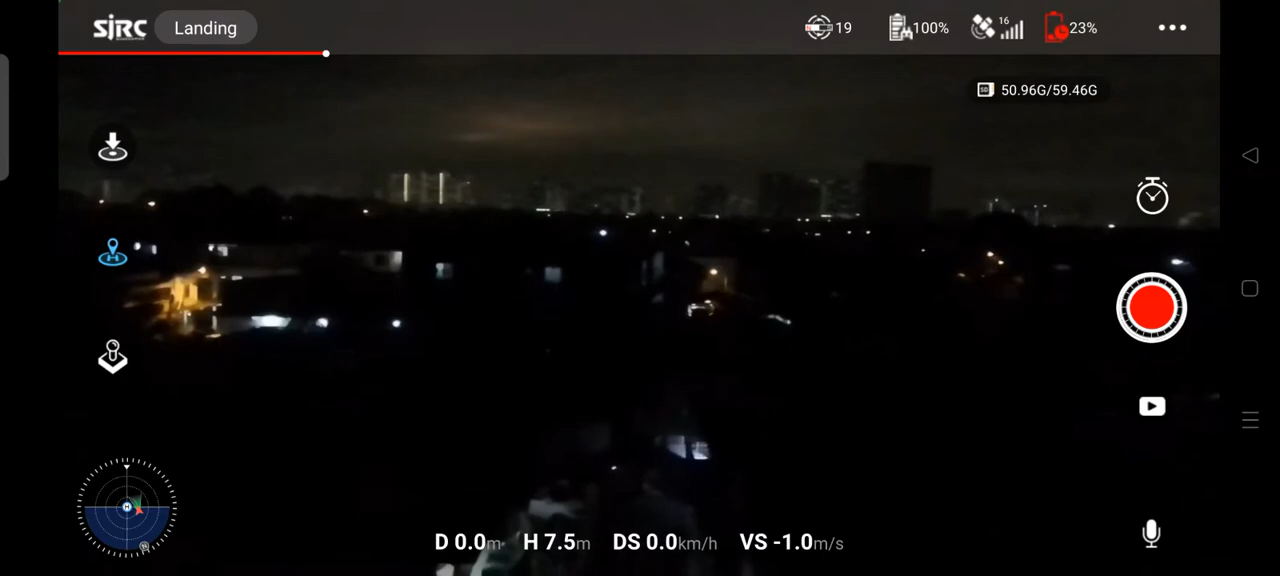 SJRC Landing 19 100% 16 23%
SD 50.96G/59.46G
H
N
D 0.0m H 7.5m DS 0.0km/h VS -1.0m/s